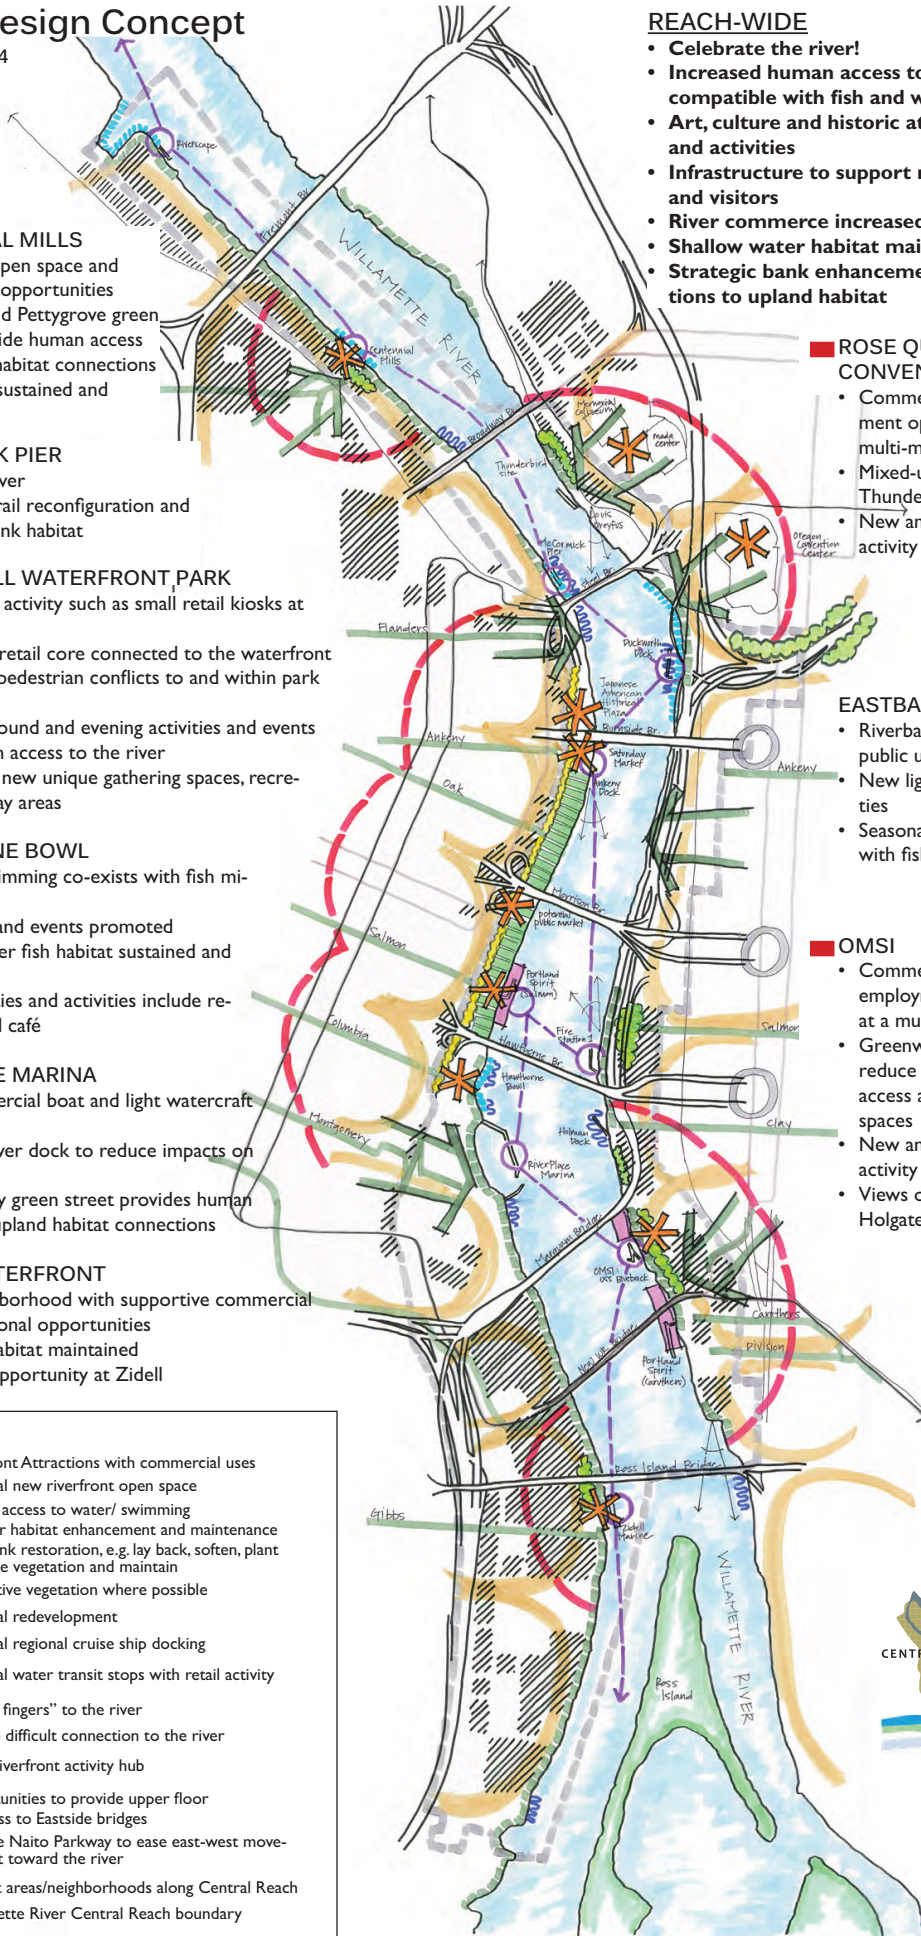 esign Concept
4
AL MILLS
pen space and
opportunities
d Pettygrove green
ide human access
habitat connections
sustained and
K PIER
ver
rail reconfiguration and
nk habitat
LL WATERFRONT PARK
activity such as small retail kiosks at
retail core connected to the waterfront
pedestrian conflicts to and within park
ound and evening activities and events
n access to the river
new unique gathering spaces, recre-
ay areas
NE BOWL
imming co-exists with fish mi-
and events promoted
er fish habitat sustained and
ties and activities include re-
d café
E MARINA
ercial boat and light watercraft
ver dock to reduce impacts on
y green street provides human
upland habitat connections
TERFRONT
borhood with supportive commercial
onal opportunities
abitat maintained
pportunity at Zidell
ont Attractions with commercial uses
al new riverfront open space
access to water/ swimming
r habitat enhancement and maintenance
nk restoration, e.g. lay back, soften, plant
e vegetation and maintain
tive vegetation where possible
al redevelopment
al regional cruise ship docking
al water transit stops with retail activity
fingers" to the river
difficult connection to the river
iverfront activity hub
unities to provide upper floor
ss to Eastside bridges
e Naito Parkway to ease east-west move-
t toward the river
t areas/neighborhoods along Central Reach
ette River Central Reach boundary
REACH-WIDE
• Celebrate the river!
• Increased human access to
compatible with fish and w
• Art, culture and historic at
and activities
• Infrastructure to support r
and visitors
• River commerce increased
• Shallow water habitat mai
• Strategic bank enhanceme
tions to upland habitat
ROSE QU
CONVEN
• Comme
ment op
multi-m
• Mixed-u
Thunde
• New an
activity
EASTBA
• Riverba
public u
• New lig
ties
• Seasona
with fish
OMSI
• Comme
employ
at a mu
• Greenw
reduce
access a
spaces
• New an
activity
• Views o
Holgate
CENTR
Riverscape
Fremont Br.
WILLAMETTE RIVER
Centennial
Mills
Broadway Br.
Memorial
Coliseum
Thunderbird
site
Louis
Dreyfus
McCormick
Pier
Steel Br.
Oregon
Convention
Center
Flanders
Duckworth
Dock
Japanese
American
Historical
Plaza
Burnside Br.
Ankeny
Saturday
Market
Ankeny
Dock
Ankeny
Oak
Morrison Br.
potential
public market
Salmon
Portland
Spirit
(Salmon)
Fire
Station 1
Salmon
Columbia
Hawthorne Br.
Hawthorne
Bowl
Clay
Montgomery
Holman
Dock
RiverPlace
Marina
Marquam Bridge
OMSI:
USS Blueback
Caruthers
Division
Portland
Spirit
(Caruthers)
Ross Island Bridge
Gibbs
Zidell
Marine
WILLAMETTE RIVER
Ross
Island